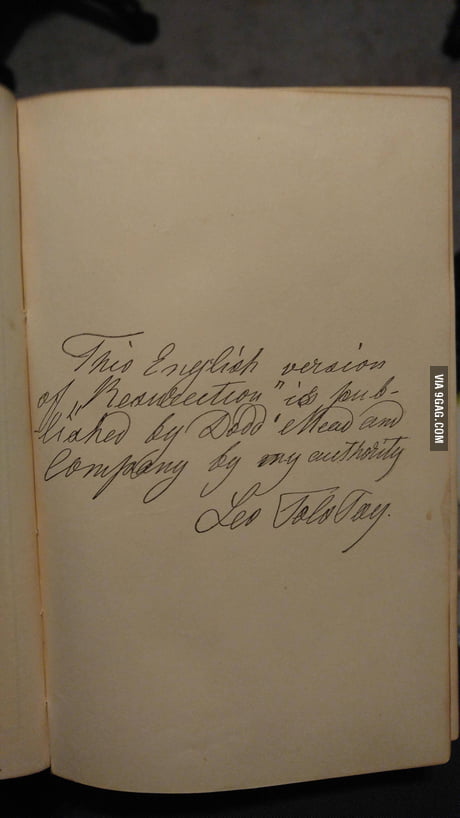 This English version
of "Resurrection" is pub-
lished by Dodd Mead and
Company by my authority
Leo Tolstoy.
VIA 9GAG.COM